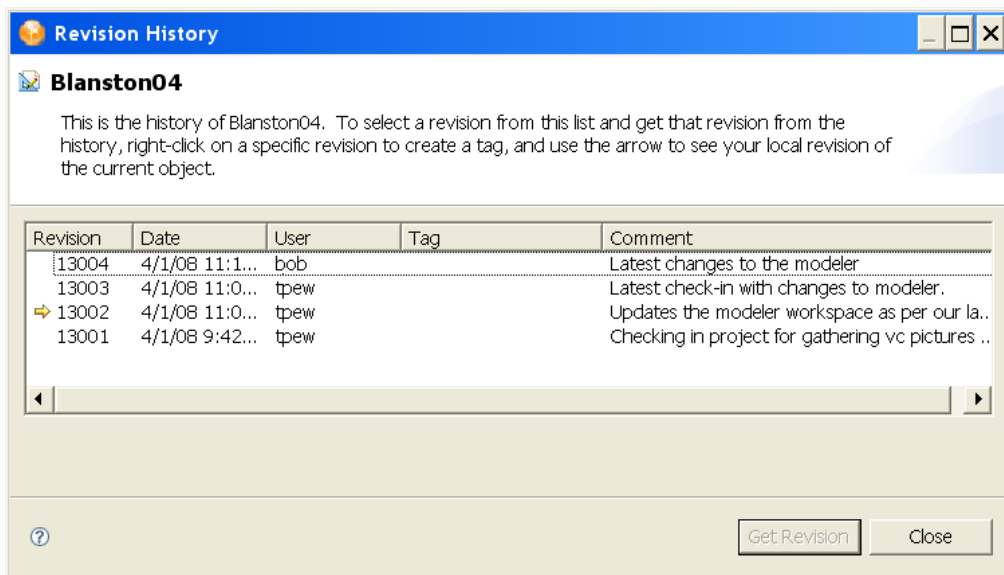 Revision History
Blanston04
This is the history of Blanston04. To select a revision from this list and get that revision from the
history, right-click on a specific revision to create a tag, and use the arrow to see your local revision of
the current object.
Revision Date User Tag Comment
13004 4/1/08 11:1... bob Latest changes to the modeler
13003 4/1/08 11:0... tpew Latest check-in with changes to modeler.
13002 4/1/08 11:0... tpew Updates the modeler workspace as per our la..
13001 4/1/08 9:42... tpew Checking in project for gathering vc pictures ..
Get Revision Close